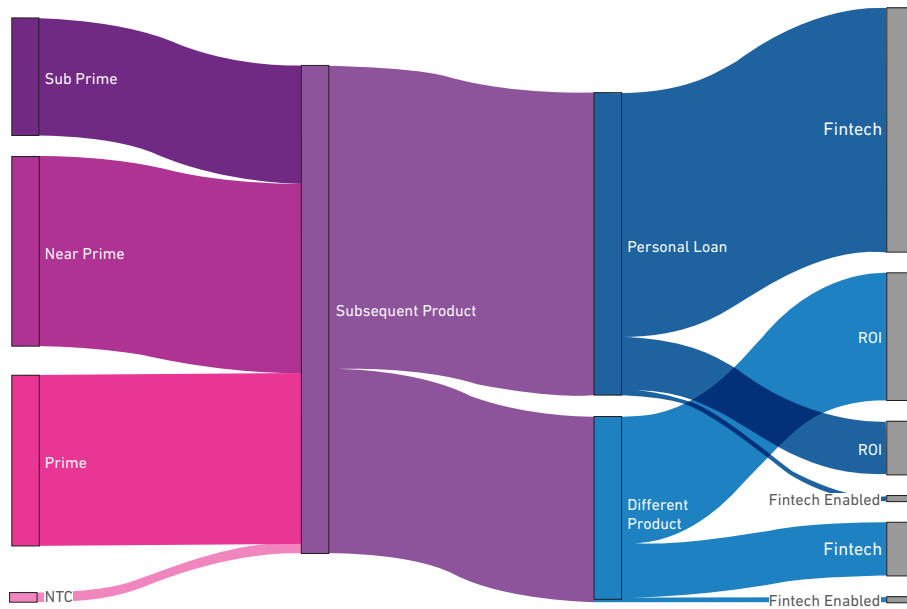 Sub Prime
Near Prime
Prime
NTC
Subsequent Product
Personal Loan
Different
Product
Fintech
ROI
ROI
Fintech Enabled
Fintech
Fintech Enabled